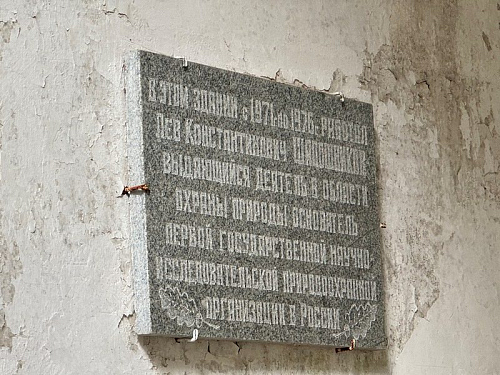 В ЭТОМ ЗДАНИИ С 1971 ПО 1976 Г. РАБОТАЛ
ЛЕВ КОНСТАНТИНОВИЧ ШАПОШНИКОВ
ВЫДАЮЩИЙСЯ ДЕЯТЕЛЬ В ОБЛАСТИ
ОХРАНЫ ПРИРОДЫ ОСНОВАТЕЛЬ
ПЕРВОЙ ГОСУДАРСТВЕННОЙ НАУЧНО-
ИССЛЕДОВАТЕЛЬСКОЙ ПРИРОДООХРАННОЙ
ОРГАНИЗАЦИИ В РОССИИ